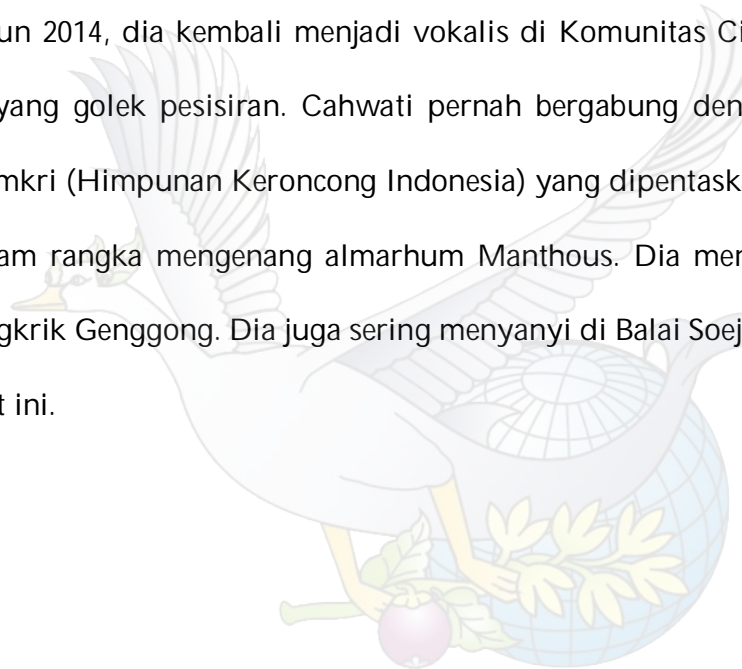 un 2014, dia kembali menjadi vokalis di Komunitas Ci
yang golek pesisiran. Cahwati pernah bergabung den
mkri (Himpunan Keroncong Indonesia) yang dipentask
am rangka mengenang almarhum Manthous. Dia mer
gkrik Genggong. Dia juga sering menyanyi di Balai Soej
t ini.